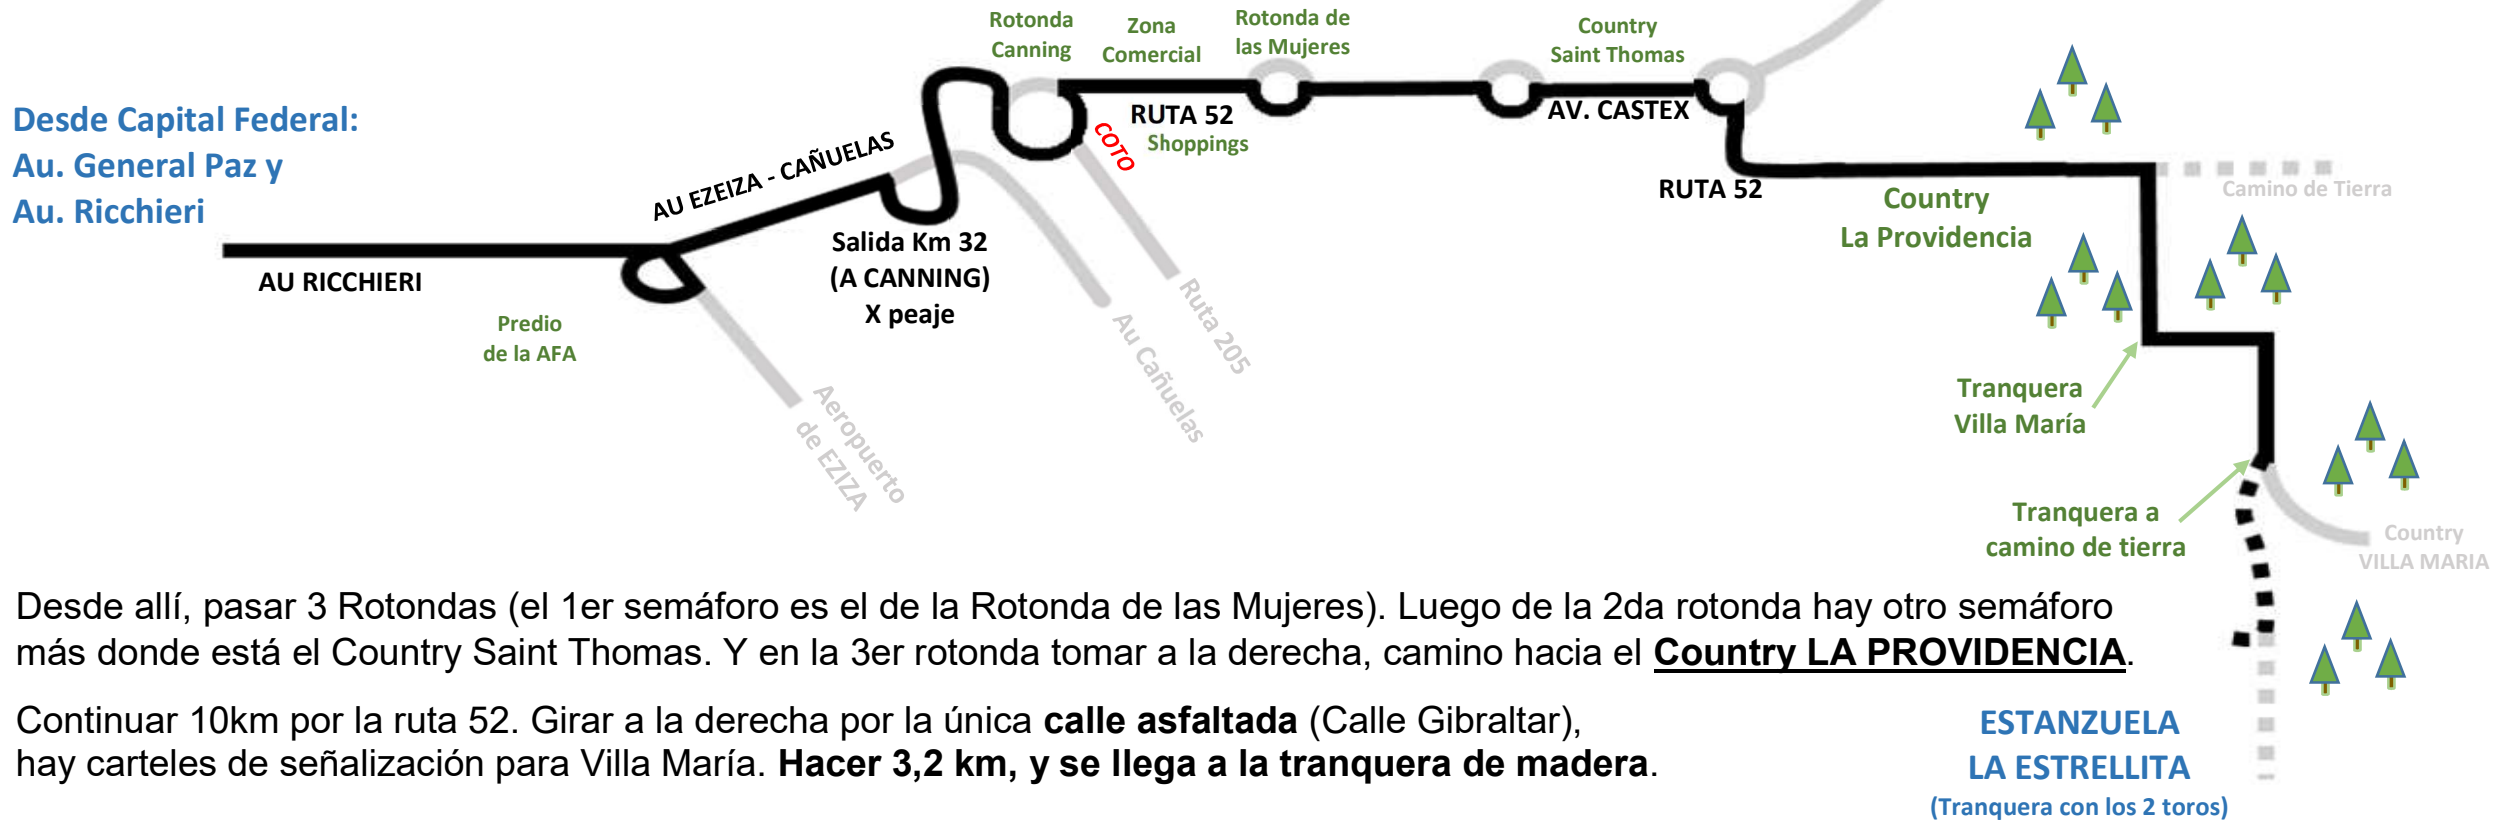 Rotonda
Canning
Zona
Comercial
Rotonda de
las Mujeres
Country
Saint Thomas
Desde Capital Federal:
Au. General Paz y
Au. Ricchieri
AU EZEIZA - CAÑUELAS
COTO
RUTA 52
Shoppings
AV. CASTEX
RUTA 52
Camino de Tierra
Country
La Providencia
AU RICCHIERI
Salida Km 32
(A CANNING)
X peaje
Predio
de la AFA
Ruta 205
Au Cañuelas
Aeropuerto
de EZIZA
Tranquera
Villa María
Tranquera a
camino de tierra
Country
VILLA MARIA
Desde allí, pasar 3 Rotondas (el 1er semáforo es el de la Rotonda de las Mujeres). Luego de la 2da rotonda hay otro semáforo
más donde está el Country Saint Thomas. Y en la 3er rotonda tomar a la derecha, camino hacia el Country LA PROVIDENCIA.
Continuar 10km por la ruta 52. Girar a la derecha por la única calle asfaltada (Calle Gibraltar),
hay carteles de señalización para Villa María. Hacer 3,2 km, y se llega a la tranquera de madera.
ESTANZUELA
LA ESTRELLITA
(Tranquera con los 2 toros)